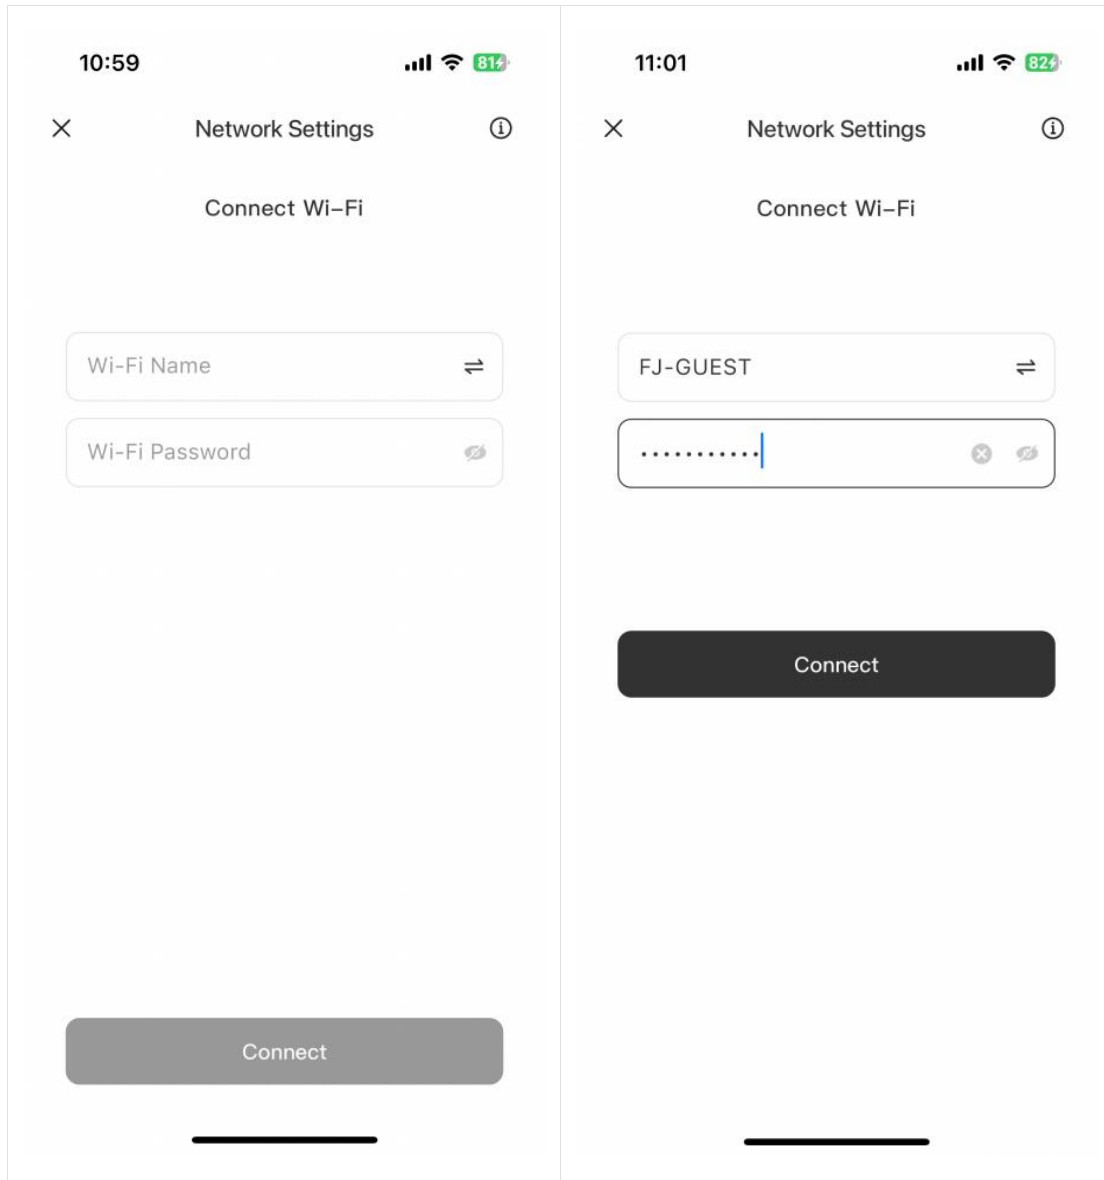 10:59
81
Network Settings
Connect Wi-Fi
Wi-Fi Name
Wi-Fi Password
Connect
11:01
82
Network Settings
Connect Wi-Fi
FJ-GUEST
•••••••••••
Connect